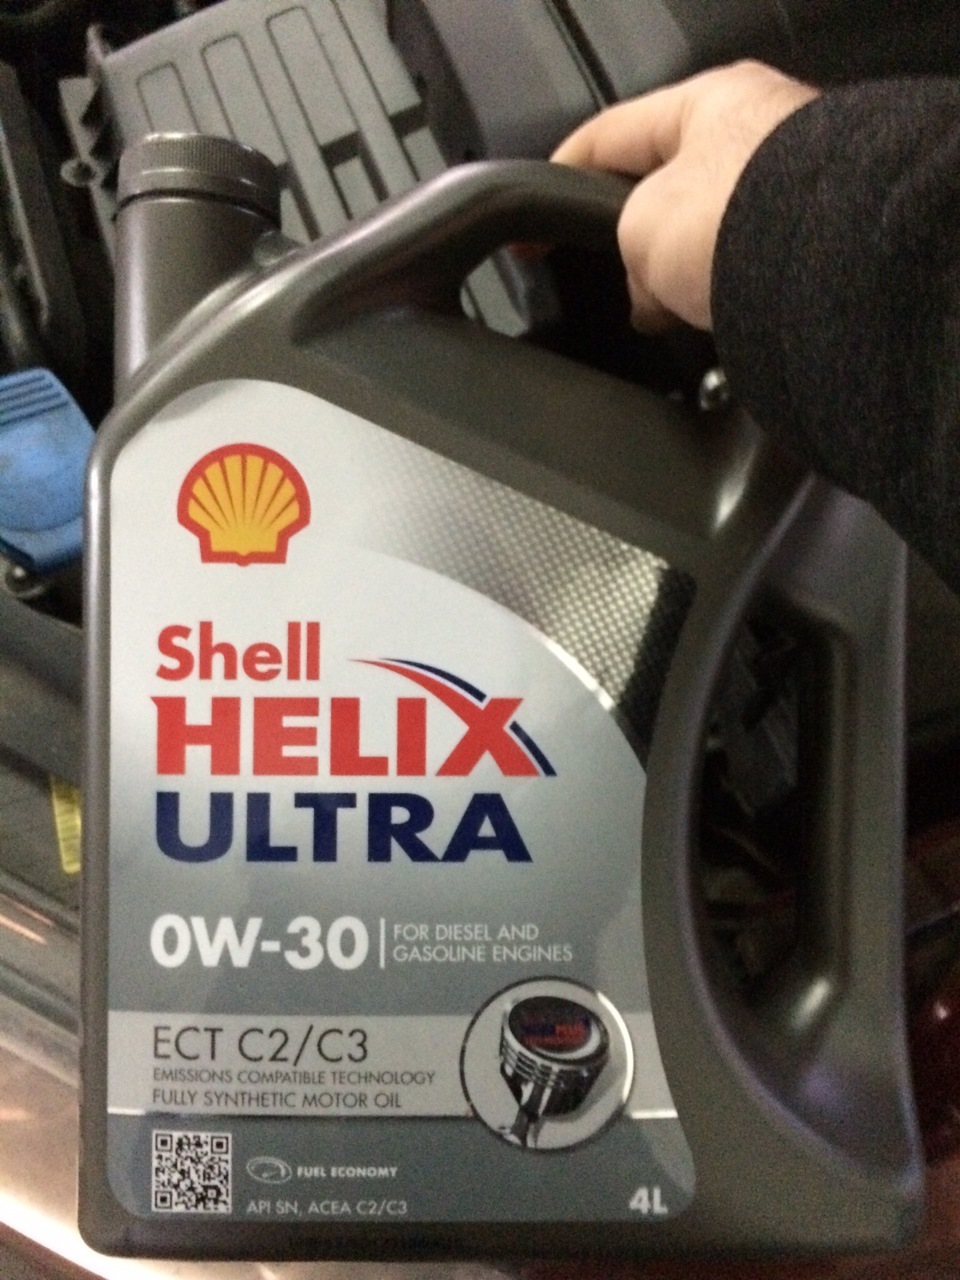 Shell
HELIX
ULTRA
0W-30
FOR DIESEL AND
GASOLINE ENGINES
ECT C2/C3
EMISSIONS COMPATIBLE TECHNOLOGY
FULLY SYNTHETIC MOTOR OIL
FUEL ECONOMY
API SN, ACEA C2/C3
4L